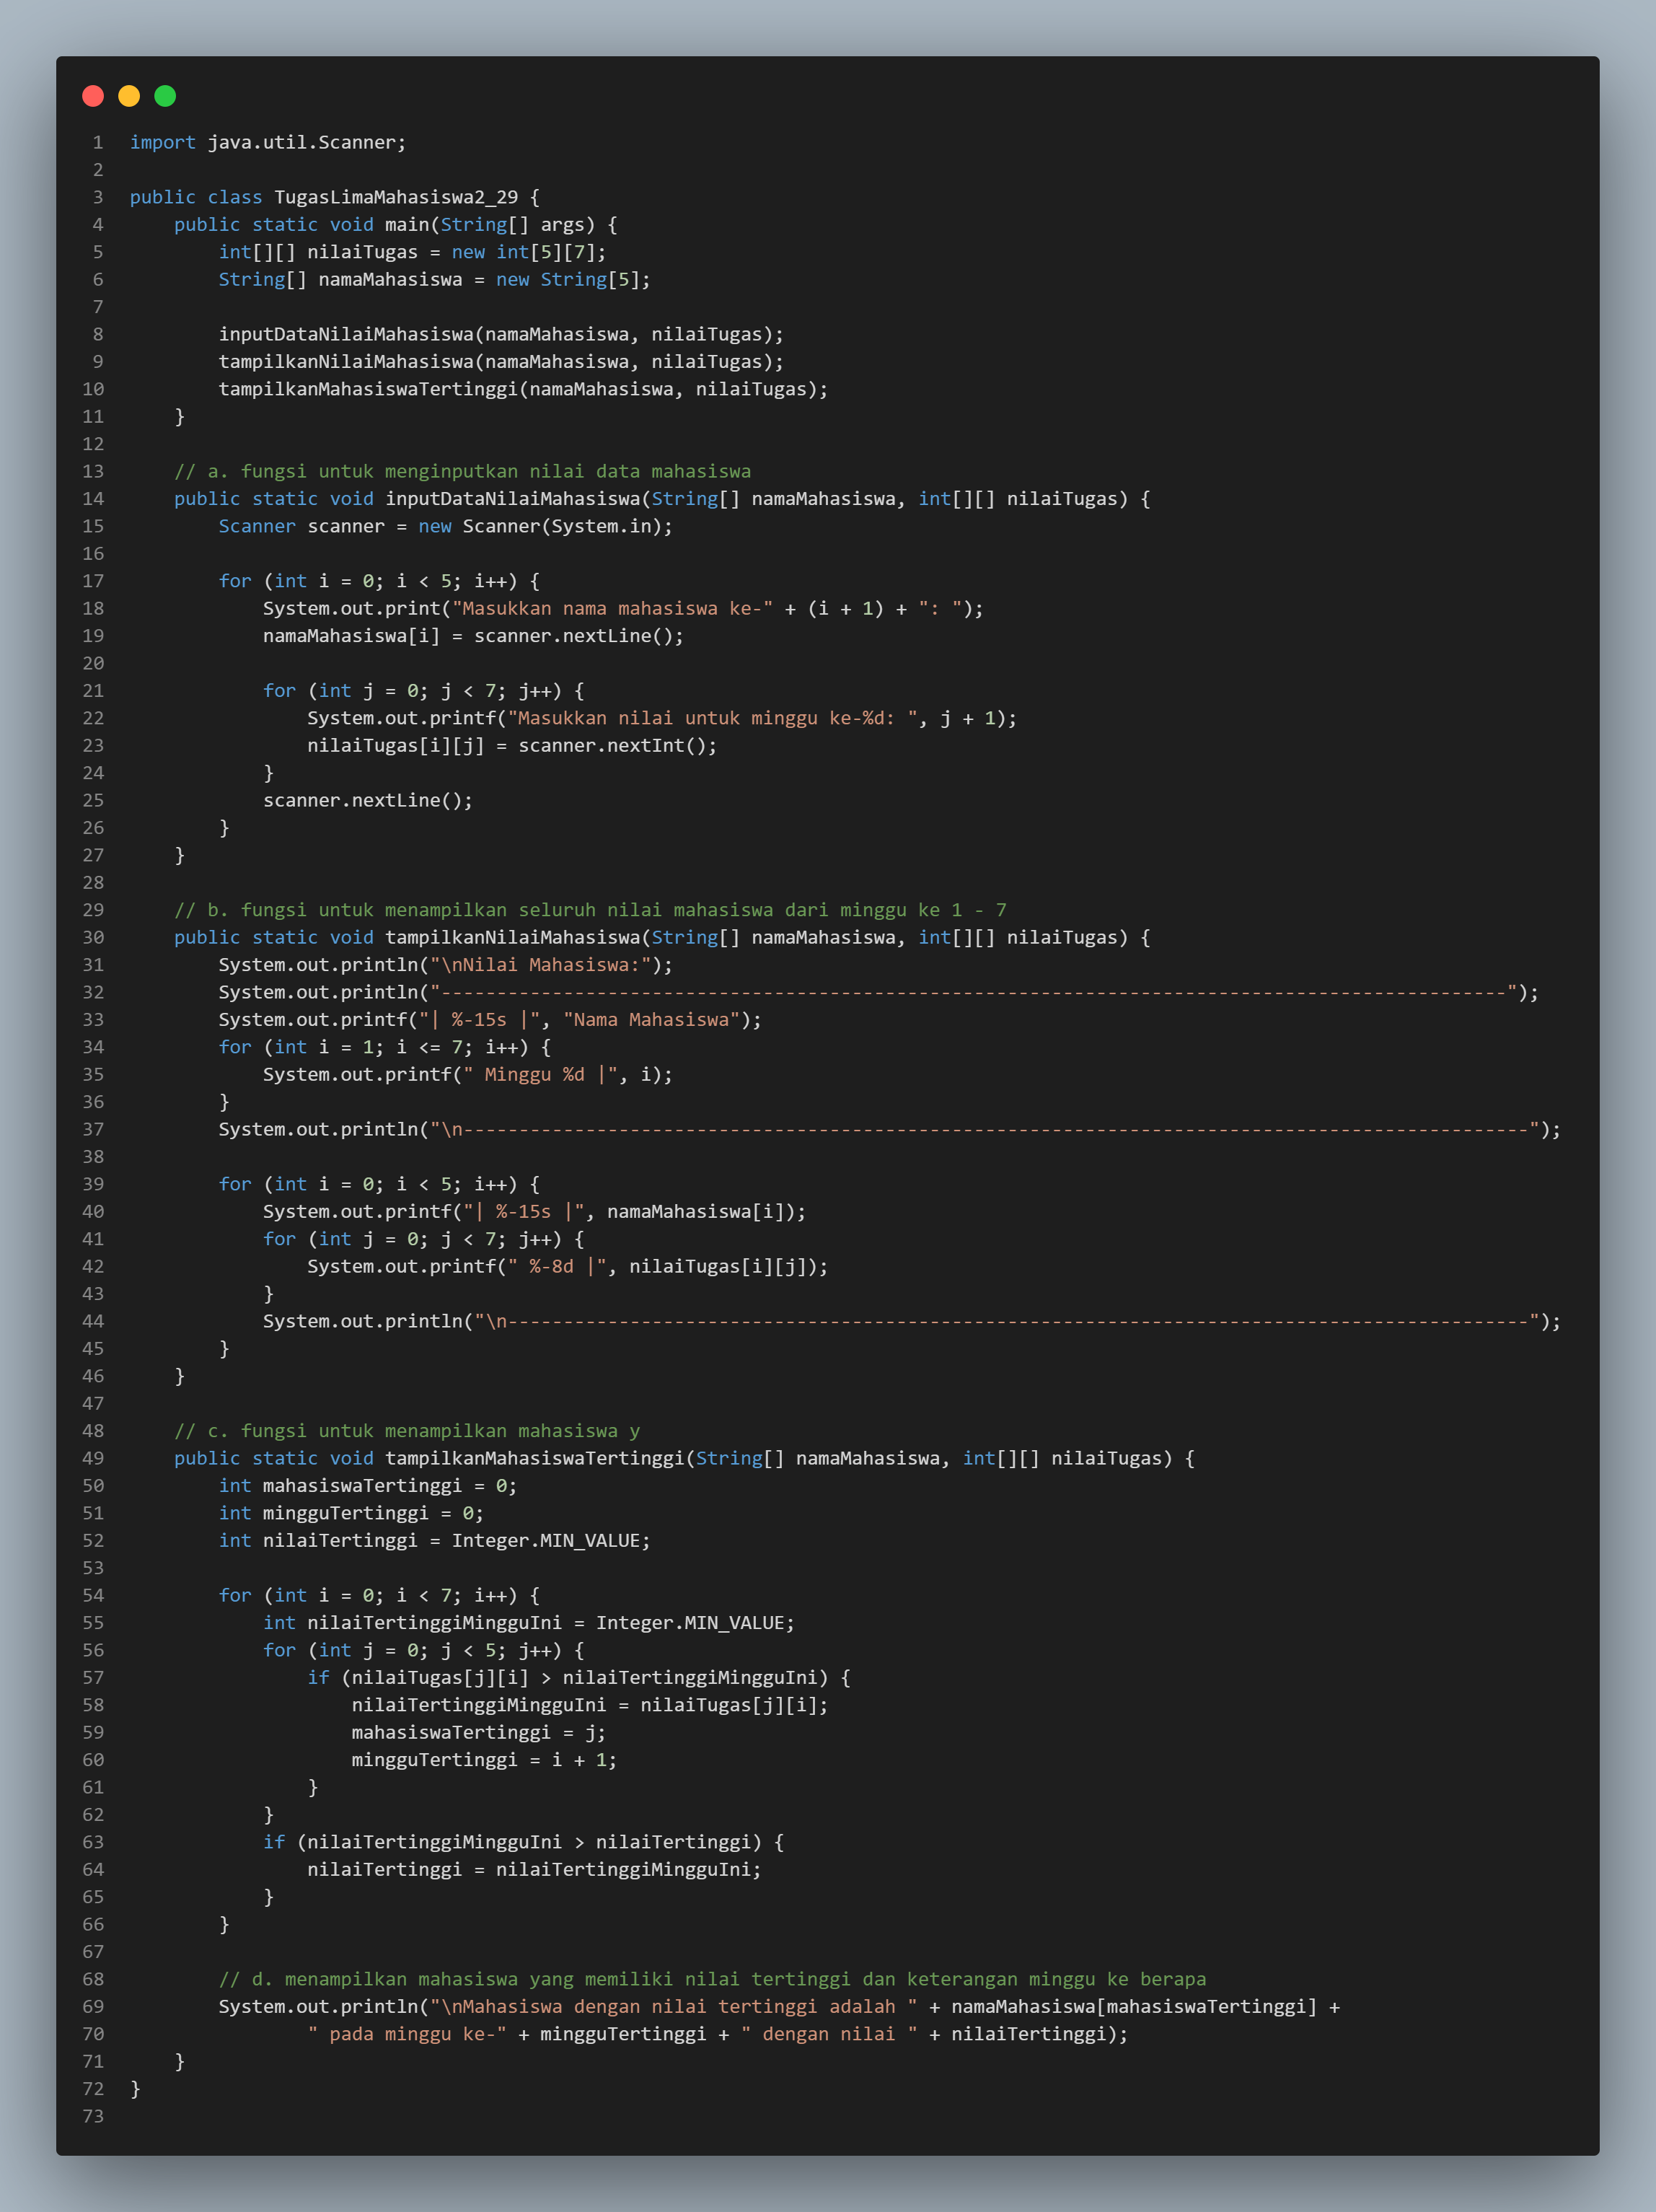 1 import java.util.Scanner;
2
3 public class TugasLimaMahasiswa2_29 {
4     public static void main(String[] args) {
5         int[][] nilaiTugas = new int[5][7];
6         String[] namaMahasiswa = new String[5];
7
8         inputDataNilaiMahasiswa(namaMahasiswa, nilaiTugas);
9         tampilkanNilaiMahasiswa(namaMahasiswa, nilaiTugas);
10         tampilkanMahasiswaTertinggi(namaMahasiswa, nilaiTugas);
11     }
12
13     // a. fungsi untuk menginputkan nilai data mahasiswa
14     public static void inputDataNilaiMahasiswa(String[] namaMahasiswa, int[][] nilaiTugas) {
15         Scanner scanner = new Scanner(System.in);
16
17         for (int i = 0; i < 5; i++) {
18             System.out.print("Masukkan nama mahasiswa ke-" + (i + 1) + ": ");
19             namaMahasiswa[i] = scanner.nextLine();
20
21             for (int j = 0; j < 7; j++) {
22                 System.out.printf("Masukkan nilai untuk minggu ke-%d: ", j + 1);
23                 nilaiTugas[i][j] = scanner.nextInt();
24             }
25             scanner.nextLine();
26         }
27     }
28
29     // b. fungsi untuk menampilkan seluruh nilai mahasiswa dari minggu ke 1 - 7
30     public static void tampilkanNilaiMahasiswa(String[] namaMahasiswa, int[][] nilaiTugas) {
31         System.out.println("\nNilai Mahasiswa:");
32         System.out.println("------------------------------------------------------------------------------------------------");
33         System.out.printf("| %-15s |", "Nama Mahasiswa");
34         for (int i = 1; i <= 7; i++) {
35             System.out.printf(" Minggu %d |", i);
36         }
37         System.out.println("\n------------------------------------------------------------------------------------------------");
38
39         for (int i = 0; i < 5; i++) {
40             System.out.printf("| %-15s |", namaMahasiswa[i]);
41             for (int j = 0; j < 7; j++) {
42                 System.out.printf(" %-8d |", nilaiTugas[i][j]);
43             }
44             System.out.println("\n--------------------------------------------------------------------------------------------");
45         }
46     }
47
48     // c. fungsi untuk menampilkan mahasiswa y
49     public static void tampilkanMahasiswaTertinggi(String[] namaMahasiswa, int[][] nilaiTugas) {
50         int mahasiswaTertinggi = 0;
51         int mingguTertinggi = 0;
52         int nilaiTertinggi = Integer.MIN_VALUE;
53
54         for (int i = 0; i < 7; i++) {
55             int nilaiTertinggiMingguIni = Integer.MIN_VALUE;
56             for (int j = 0; j < 5; j++) {
57                 if (nilaiTugas[j][i] > nilaiTertinggiMingguIni) {
58                     nilaiTertinggiMingguIni = nilaiTugas[j][i];
59                     mahasiswaTertinggi = j;
60                     mingguTertinggi = i + 1;
61                 }
62             }
63             if (nilaiTertinggiMingguIni > nilaiTertinggi) {
64                 nilaiTertinggi = nilaiTertinggiMingguIni;
65             }
66         }
67
68         // d. menampilkan mahasiswa yang memiliki nilai tertinggi dan keterangan minggu ke berapa
69         System.out.println("\nMahasiswa dengan nilai tertinggi adalah " + namaMahasiswa[mahasiswaTertinggi] +
70                 " pada minggu ke-" + mingguTertinggi + " dengan nilai " + nilaiTertinggi);
71     }
72 }
73